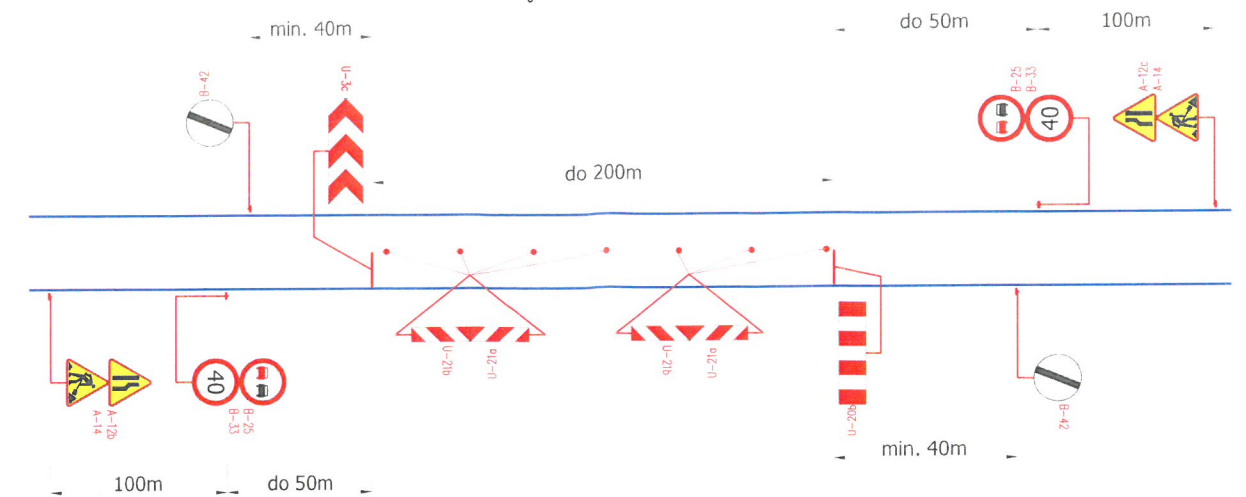 min. 40m
do 50m
100m
B-42
U-3c
B-25
B-33
40
A-12c
A-14
do 200m
U-21b
U-21a
U-21b
U-21a
40
A-14
A-12b
B-33
B-25
U-20b
B-42
min. 40m
100m
do 50m